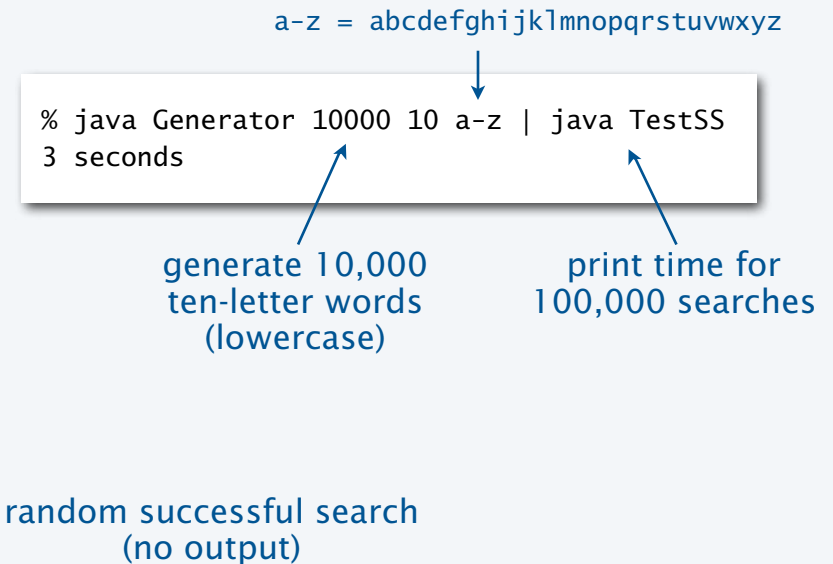 a-z = abcdefghijklmnopqrstuvwxyz
% java Generator 10000 10 a-z | java TestSS
3 seconds
generate 10,000
ten-letter words
(lowercase)
print time for
100,000 searches
random successful search
(no output)